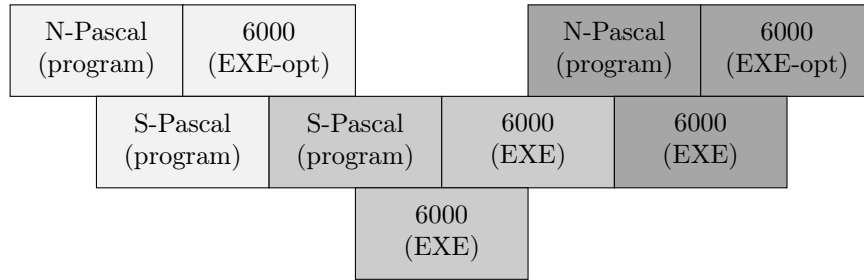 N-Pascal 6000 N-Pascal 6000
(program) (EXE-opt) (program) (EXE-opt)
S-Pascal S-Pascal 6000 6000
(program) (program) (EXE) (EXE)
6000
(EXE)